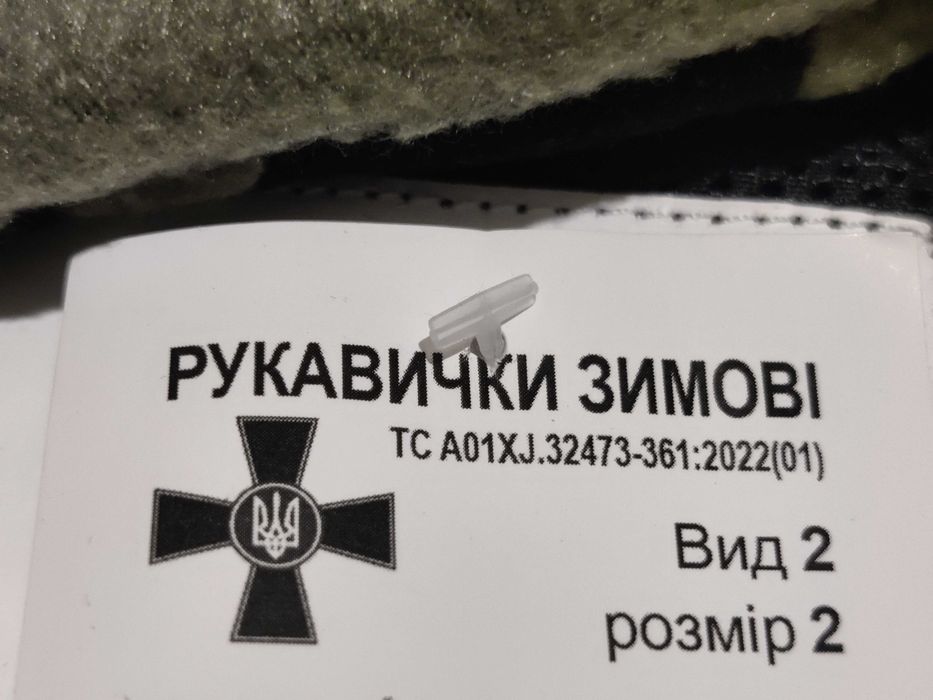 РУКАВИЧКИ ЗИМОВІ
ТС А01XJ.32473-361:2022(01)
Вид 2
розмір 2